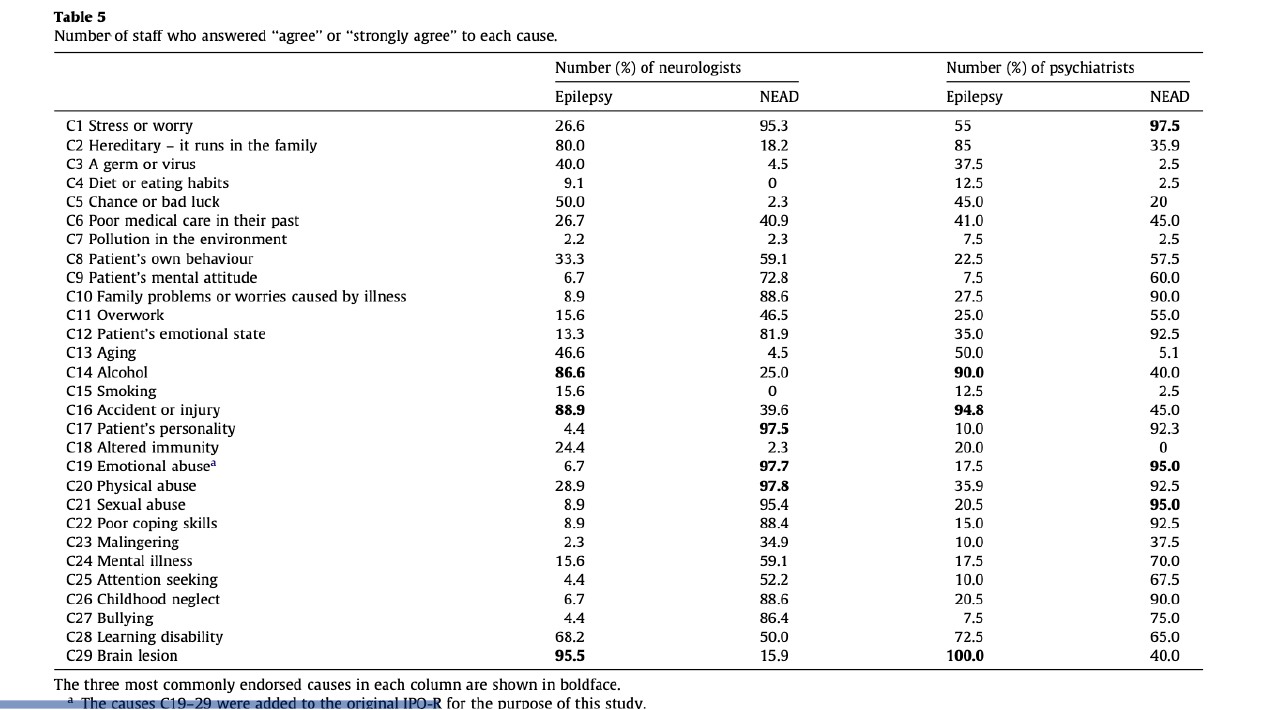 Table 5
Number of staff who answered “agree” or “strongly agree” to each cause.
Number (%) of neurologists Number (%) of psychiatrists
Epilepsy NEAD Epilepsy NEAD
C1 Stress or worry 26.6 95.3 55 97.5
C2 Hereditary – it runs in the family 80.0 18.2 85 35.9
C3 A germ or virus 40.0 4.5 37.5 2.5
C4 Diet or eating habits 9.1 0 12.5 2.5
C5 Chance or bad luck 50.0 2.3 45.0 20
C6 Poor medical care in their past 26.7 40.9 41.0 45.0
C7 Pollution in the environment 2.2 2.3 7.5 2.5
C8 Patient’s own behaviour 33.3 59.1 22.5 57.5
C9 Patient’s mental attitude 6.7 72.8 7.5 60.0
C10 Family problems or worries caused by illness 8.9 88.6 27.5 90.0
C11 Overwork 15.6 46.5 25.0 55.0
C12 Patient’s emotional state 13.3 81.9 35.0 92.5
C13 Aging 46.6 4.5 50.0 5.1
C14 Alcohol 86.6 25.0 90.0 40.0
C15 Smoking 15.6 0 12.5 2.5
C16 Accident or injury 88.9 39.6 94.8 45.0
C17 Patient’s personality 4.4 97.5 10.0 92.3
C18 Altered immunity 24.4 2.3 20.0 0
C19 Emotional abuseᵃ 6.7 97.7 17.5 95.0
C20 Physical abuse 28.9 97.8 35.9 92.5
C21 Sexual abuse 8.9 95.4 20.5 95.0
C22 Poor coping skills 8.9 88.4 15.0 92.5
C23 Malingering 2.3 34.9 10.0 37.5
C24 Mental illness 15.6 59.1 17.5 70.0
C25 Attention seeking 4.4 52.2 10.0 67.5
C26 Childhood neglect 6.7 88.6 20.5 90.0
C27 Bullying 4.4 86.4 7.5 75.0
C28 Learning disability 68.2 50.0 72.5 65.0
C29 Brain lesion 95.5 15.9 100.0 40.0
The three most commonly endorsed causes in each column are shown in boldface.
ᵃ The causes C19–29 were added to the original IPQ-R for the purpose of this study.